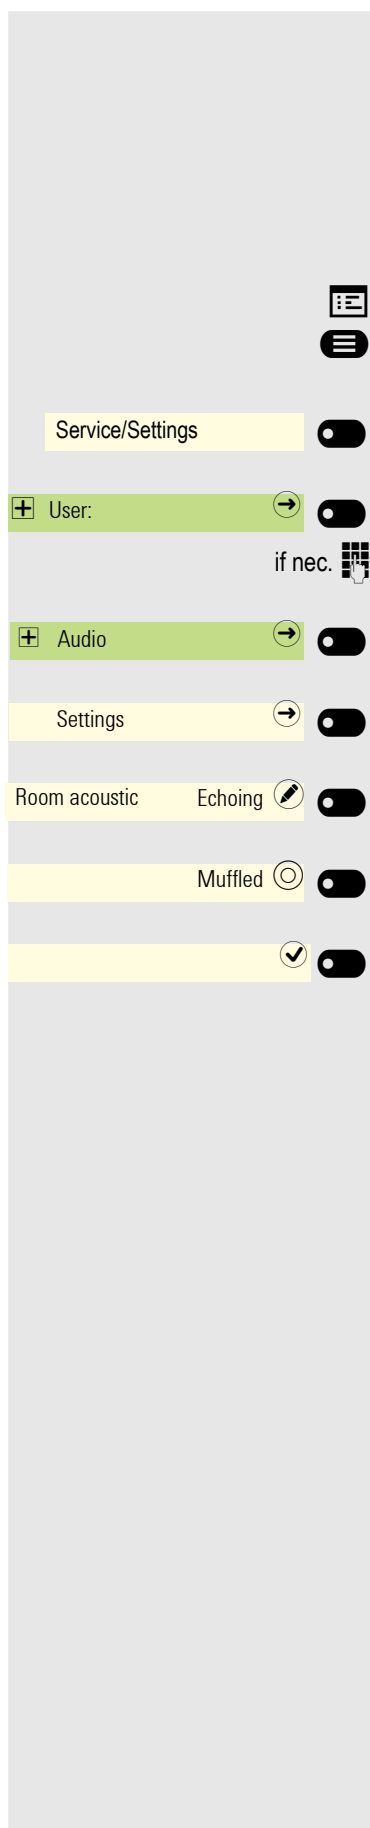 Service/Settings
User:
if nec.
Audio
Settings
Room acoustic Echoing
Muffled